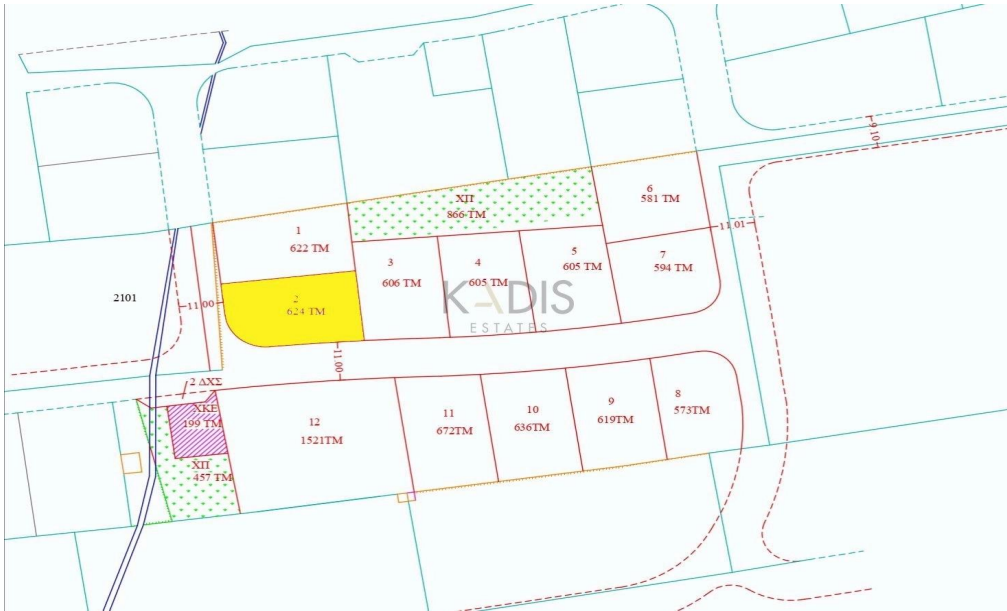 9.10
6
581 ΤΜ
ΧΠ
866 ΤΜ
1
622 ΤΜ
11.01
3
606 ΤΜ
4
605 ΤΜ
5
605 ΤΜ
7
594 ΤΜ
2101
11.00
2
624 ΤΜ
KADIS
ESTATES
11.00
2 ΔΧΣ
ΧΚΕ
199 ΤΜ
ΧΠ
457 ΤΜ
12
1521ΤΜ
11
672ΤΜ
10
636ΤΜ
9
619ΤΜ
8
573ΤΜ